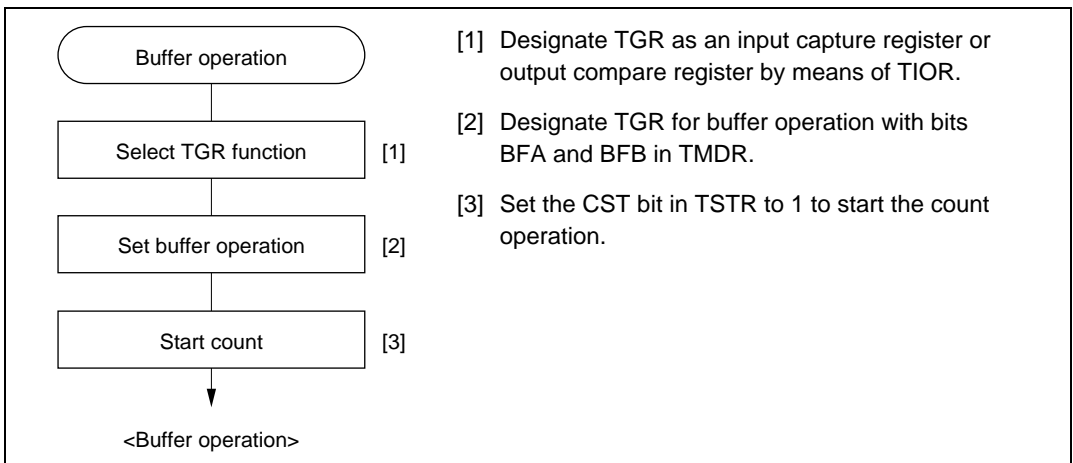 Buffer operation
Select TGR function [1]
Set buffer operation [2]
Start count [3]
<Buffer operation>
[1] Designate TGR as an input capture register or
output compare register by means of TIOR.
[2] Designate TGR for buffer operation with bits
BFA and BFB in TMDR.
[3] Set the CST bit in TSTR to 1 to start the count
operation.